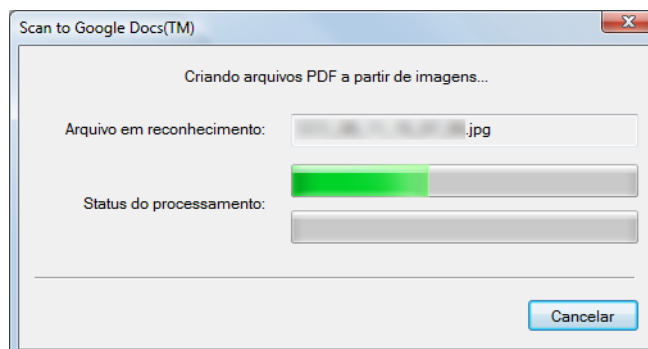 Scan to Google Docs(TM)
Criando arquivos PDF a partir de imagens...
Arquivo em reconhecimento:
.jpg
Status do processamento:
Cancelar